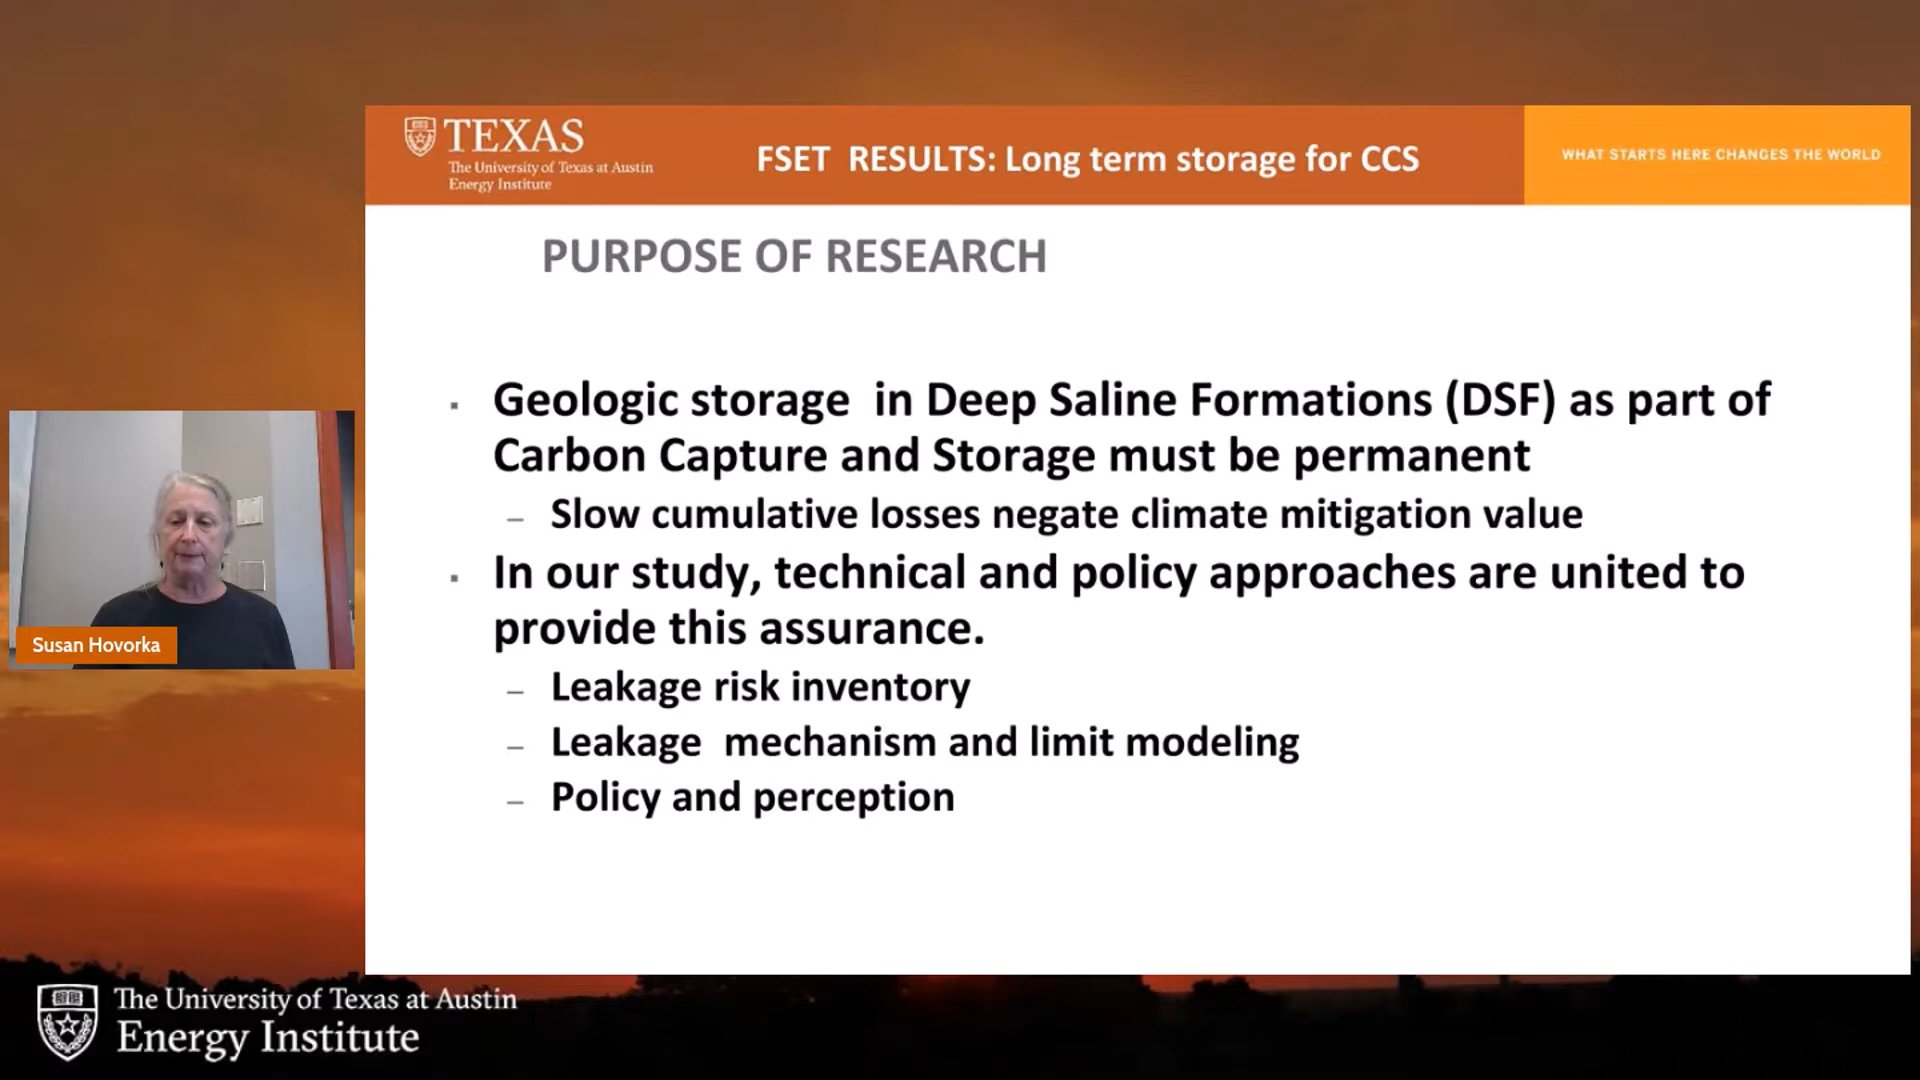 TEXAS
The University of Texas at Austin
Energy Institute
FSET RESULTS: Long term storage for CCS
WHAT STARTS HERE CHANGES THE WORLD
PURPOSE OF RESEARCH
▪ Geologic storage in Deep Saline Formations (DSF) as part of
Carbon Capture and Storage must be permanent
– Slow cumulative losses negate climate mitigation value
▪ In our study, technical and policy approaches are united to
provide this assurance.
– Leakage risk inventory
– Leakage mechanism and limit modeling
– Policy and perception
Susan Hovorka
The University of Texas at Austin
Energy Institute